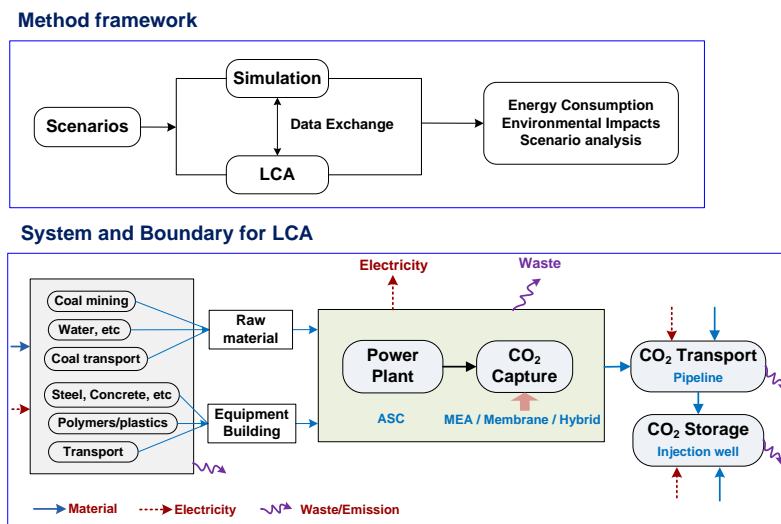 Method framework
Simulation
Scenarios
Data Exchange
LCA
Energy Consumption
Environmental Impacts
Scenario analysis
System and Boundary for LCA
Electricity
Waste
Coal mining
Water, etc
Coal transport
Raw
material
Steel, Concrete, etc
Polymers/plastics
Transport
Equipment
Building
Power
Plant
ASC
CO2
Capture
MEA / Membrane / Hybrid
CO2 Transport
Pipeline
CO2 Storage
Injection well
Material
Electricity
Waste/Emission